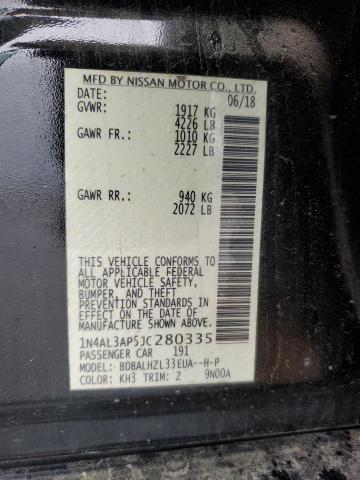 MFD BY NISSAN MOTOR CO., LTD.
DATE: 06/18
GVWR: 1917 KG
4226 LB
GAWR FR: 1010 KG
2227 LB
GAWR RR: 940 KG
2072 LB
THIS VEHICLE CONFORMS TO
ALL APPLICABLE FEDERAL
MOTOR VEHICLE SAFETY,
BUMPER, AND THEFT
PREVENTION STANDARDS IN
EFFECT ON THE DATE OF
MANUFACTURE SHOWN ABOVE.
1N4AL3AP5JC280335
PASSENGER CAR 191
MODEL: BDBALHZL33EUA--H-P
COLOR: KH3 TRIM: Z 9N00A